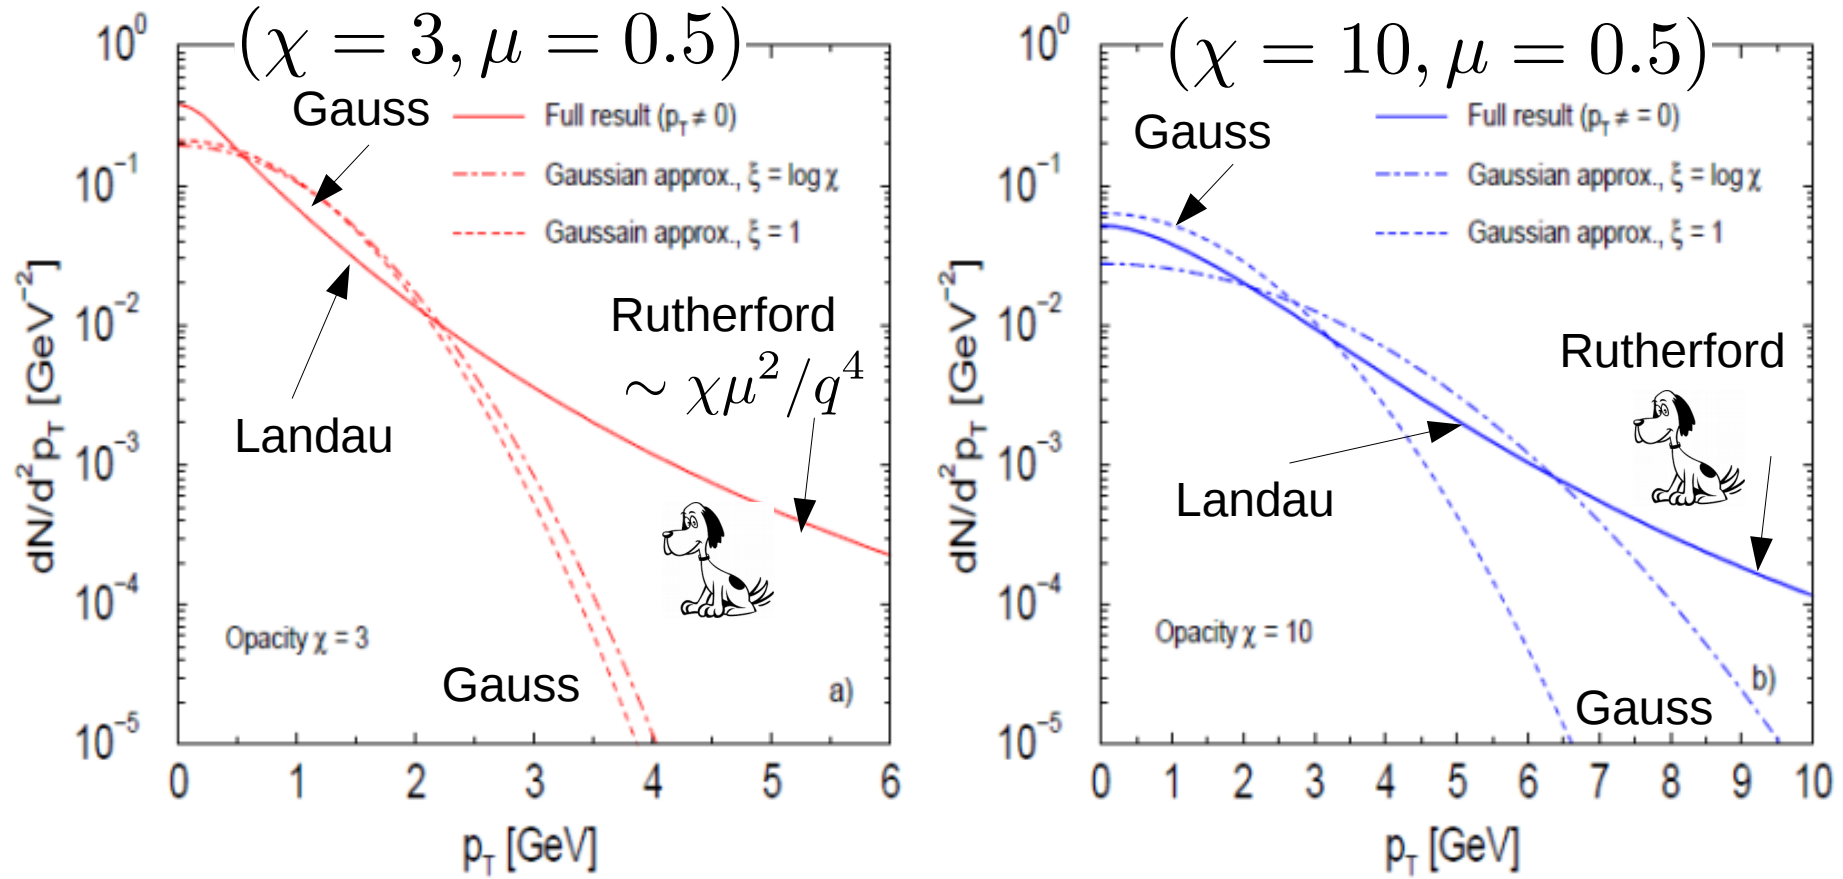 (χ = 3, μ = 0.5)
10⁰
Gauss
Full result (p_T ≠ 0)
10⁻¹
Gaussian approx., ξ = log χ
Gaussain approx., ξ = 1
10⁻²
Rutherford
~ χμ²/q⁴
Landau
10⁻³
10⁻⁴
Opacity χ = 3
Gauss
a)
10⁻⁵
0 1 2 3 4 5 6
p_T [GeV]
dN/d²p_T [GeV⁻²]
(χ = 10, μ = 0.5)
10⁰
Gauss
Full result (p_T ≠ = 0)
10⁻¹
Gaussian approx., ξ = log χ
Gaussian approx., ξ = 1
10⁻²
Rutherford
10⁻³
Landau
10⁻⁴
Opacity χ = 10
b)
Gauss
10⁻⁵
0 1 2 3 4 5 6 7 8 9 10
p_T [GeV]
dN/d²p_T [GeV⁻²]